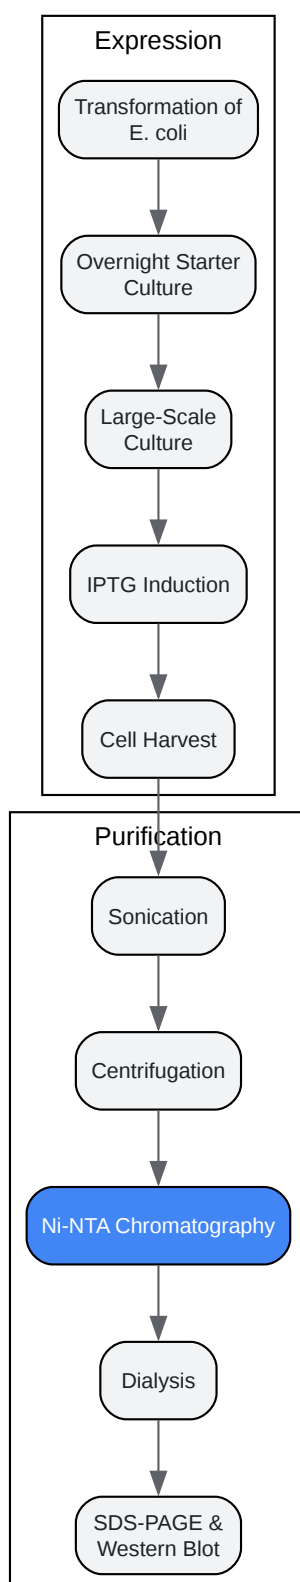 Expression
Transformation of
E. coli
Overnight Starter
Culture
Large-Scale
Culture
IPTG Induction
Cell Harvest
Purification
Sonication
Centrifugation
Ni-NTA Chromatography
Dialysis
SDS-PAGE &
Western Blot